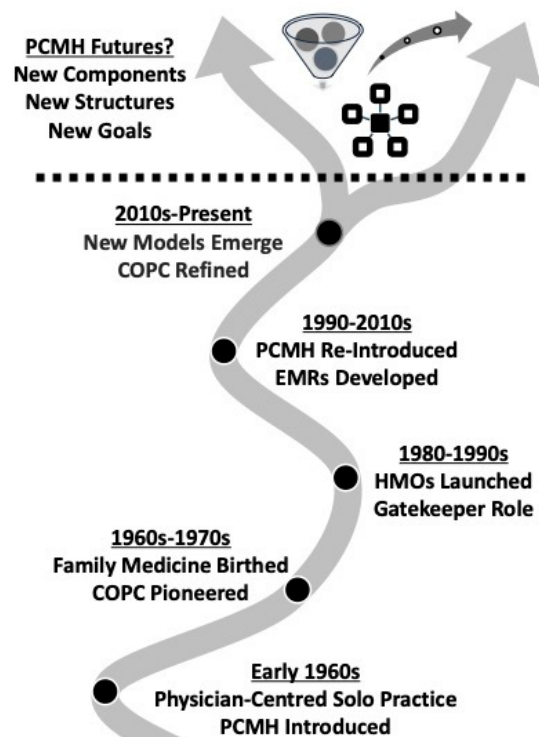 PCMH Futures?
New Components
New Structures
New Goals
2010s-Present
New Models Emerge
COPC Refined
1990-2010s
PCMH Re-Introduced
EMRs Developed
1980-1990s
HMOs Launched
Gatekeeper Role
1960s-1970s
Family Medicine Birthed
COPC Pioneered
Early 1960s
Physician-Centred Solo Practice
PCMH Introduced